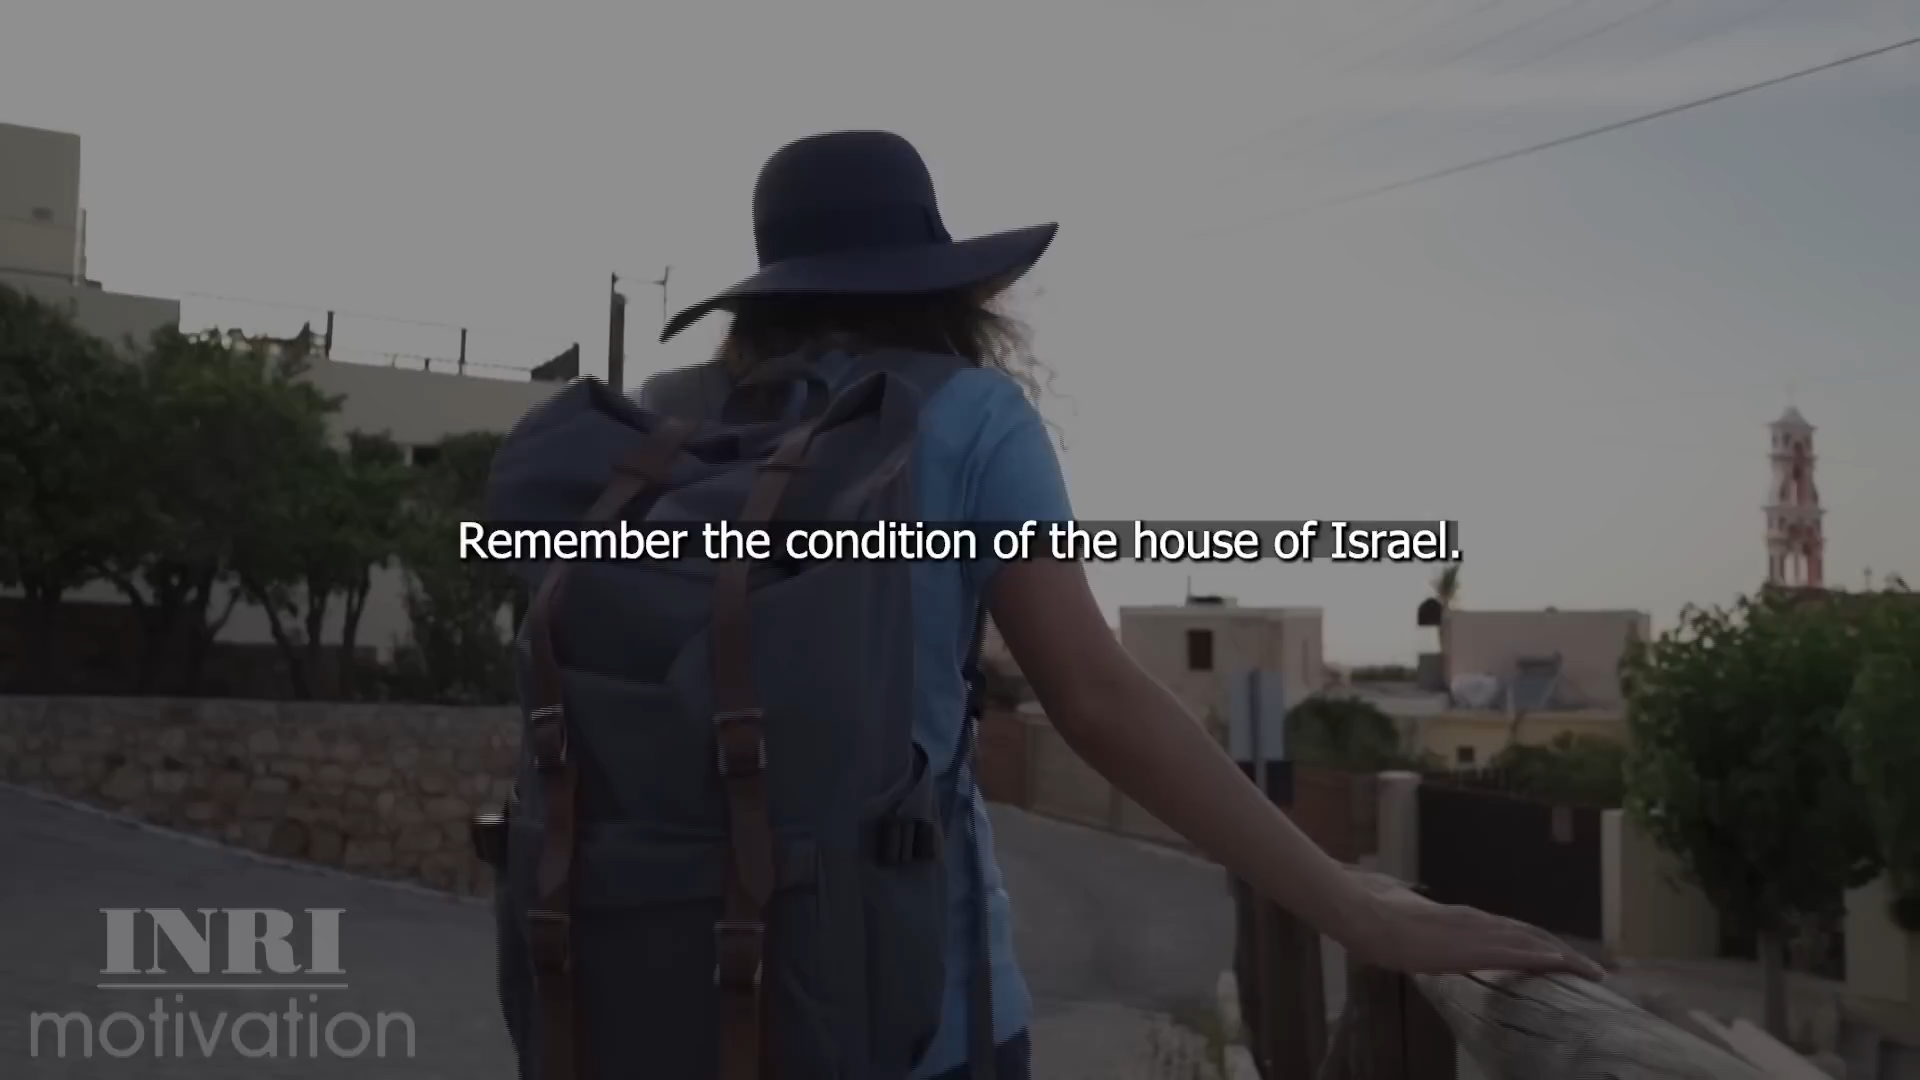 Remember the condition of the house of Israel.
INRI
motivation